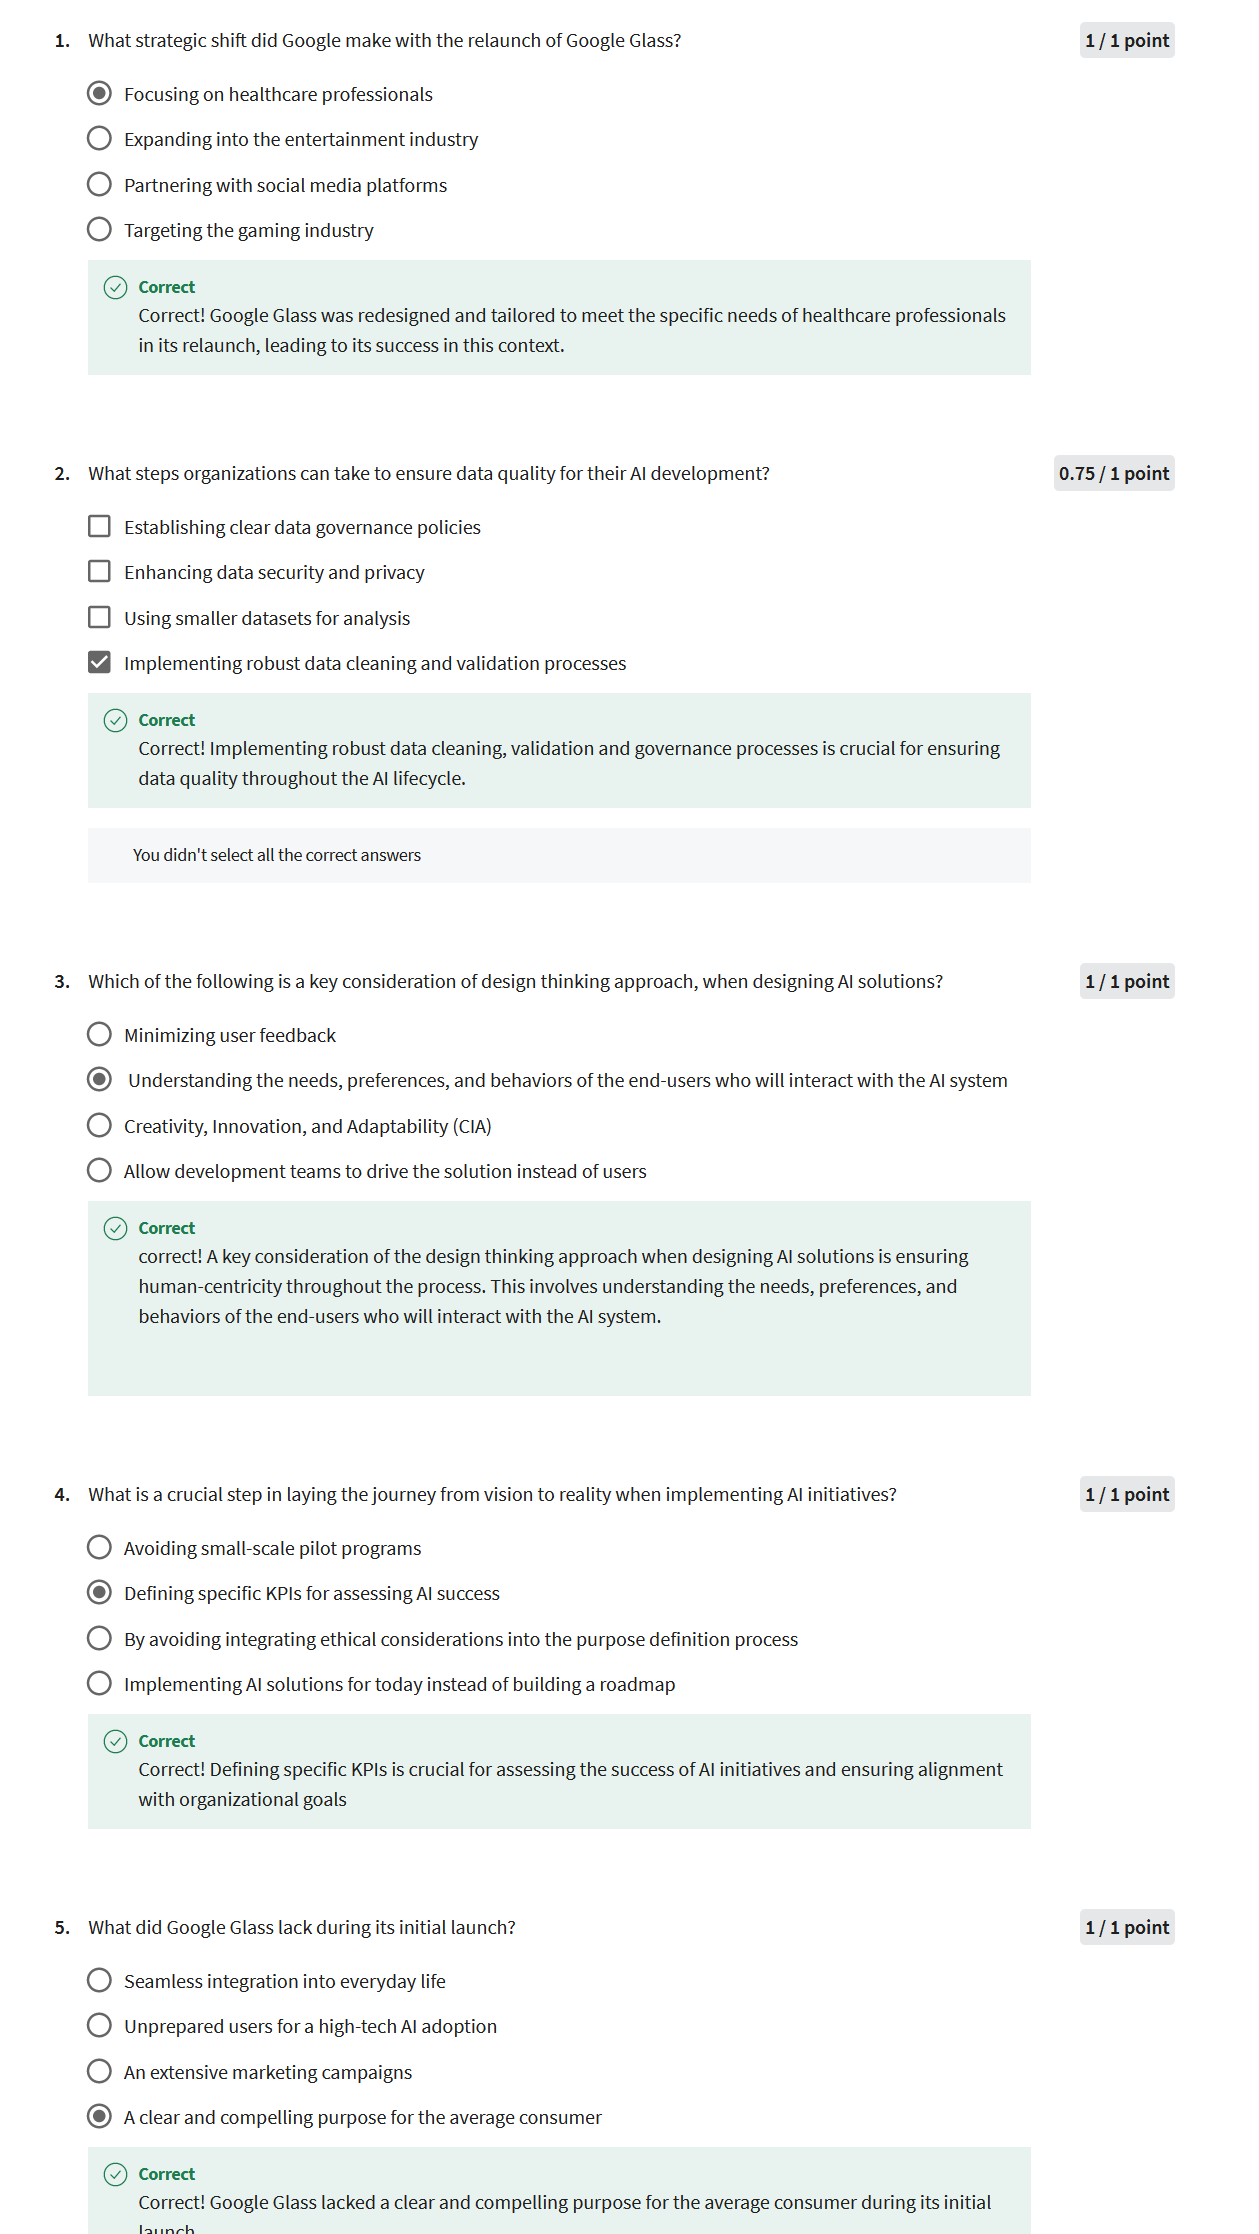 1. What strategic shift did Google make with the relaunch of Google Glass?
1 / 1 point
Focusing on healthcare professionals
Expanding into the entertainment industry
Partnering with social media platforms
Targeting the gaming industry
Correct
Correct! Google Glass was redesigned and tailored to meet the specific needs of healthcare professionals
in its relaunch, leading to its success in this context.
2. What steps organizations can take to ensure data quality for their AI development?
0.75 / 1 point
Establishing clear data governance policies
Enhancing data security and privacy
Using smaller datasets for analysis
Implementing robust data cleaning and validation processes
Correct
Correct! Implementing robust data cleaning, validation and governance processes is crucial for ensuring
data quality throughout the AI lifecycle.
You didn't select all the correct answers
3. Which of the following is a key consideration of design thinking approach, when designing AI solutions?
1 / 1 point
Minimizing user feedback
Understanding the needs, preferences, and behaviors of the end-users who will interact with the AI system
Creativity, Innovation, and Adaptability (CIA)
Allow development teams to drive the solution instead of users
Correct
correct! A key consideration of the design thinking approach when designing AI solutions is ensuring
human-centricity throughout the process. This involves understanding the needs, preferences, and
behaviors of the end-users who will interact with the AI system.
4. What is a crucial step in laying the journey from vision to reality when implementing AI initiatives?
1 / 1 point
Avoiding small-scale pilot programs
Defining specific KPIs for assessing AI success
By avoiding integrating ethical considerations into the purpose definition process
Implementing AI solutions for today instead of building a roadmap
Correct
Correct! Defining specific KPIs is crucial for assessing the success of AI initiatives and ensuring alignment
with organizational goals
5. What did Google Glass lack during its initial launch?
1 / 1 point
Seamless integration into everyday life
Unprepared users for a high-tech AI adoption
An extensive marketing campaigns
A clear and compelling purpose for the average consumer
Correct
Correct! Google Glass lacked a clear and compelling purpose for the average consumer during its initial
launch